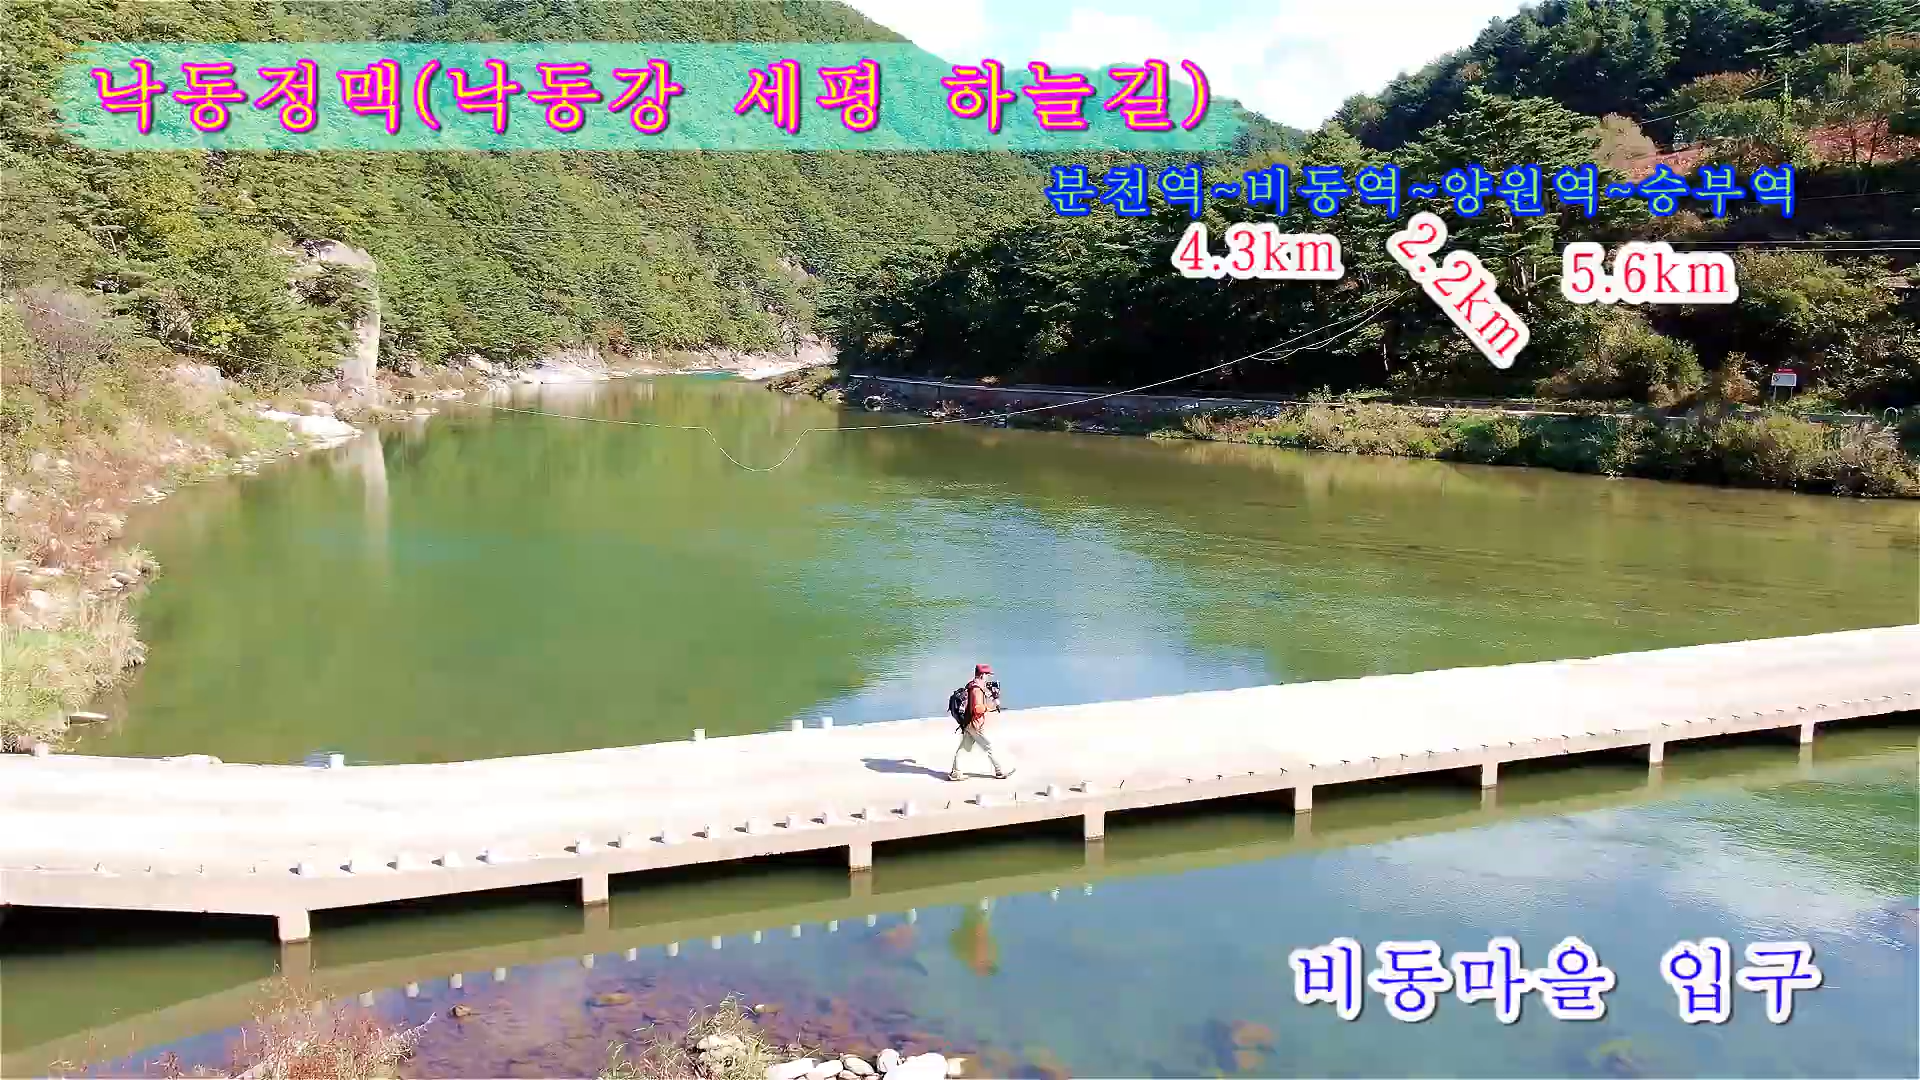 낙동정맥(낙동강 세평 하늘길)
분천역~비동역~양원역~승부역
4.3km
2.2km
5.6km
비동마을 입구